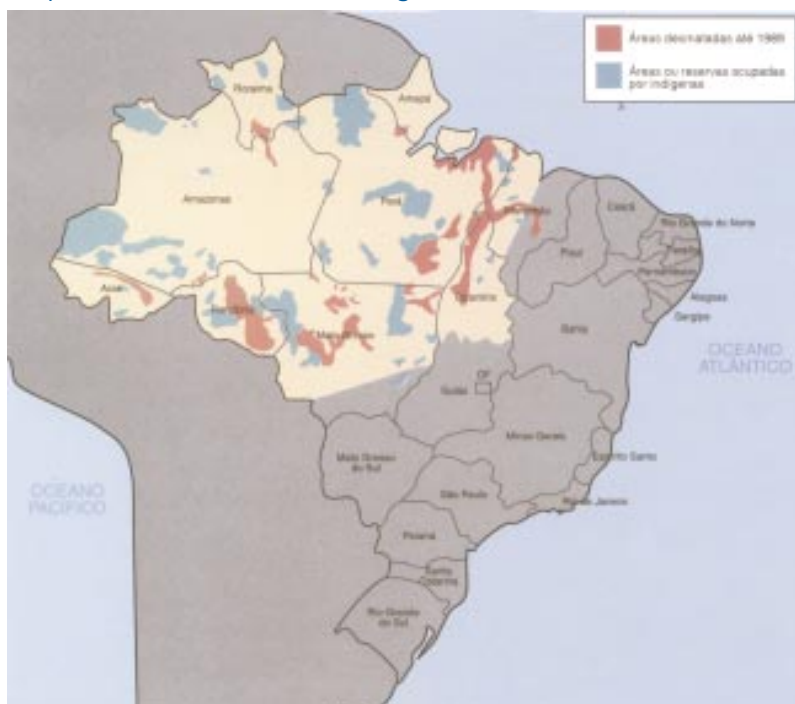 Áreas desmatadas até 1989
Áreas ou reservas ocupadas
por indígenas
Roraima
Amapá
Amazonas
Pará
Maranhão
Ceará
Rio Grande do Norte
Paraíba
Piauí
Pernambuco
Acre
Rondônia
Mato Grosso
Tocantins
Alagoas
Sergipe
Bahia
OCEANO
ATLÂNTICO
DF
Goiás
Minas Gerais
Mato Grosso
do Sul
Espírito Santo
São Paulo
Rio de Janeiro
OCEANO
PACÍFICO
Paraná
Santa
Catarina
Rio Grande
do Sul